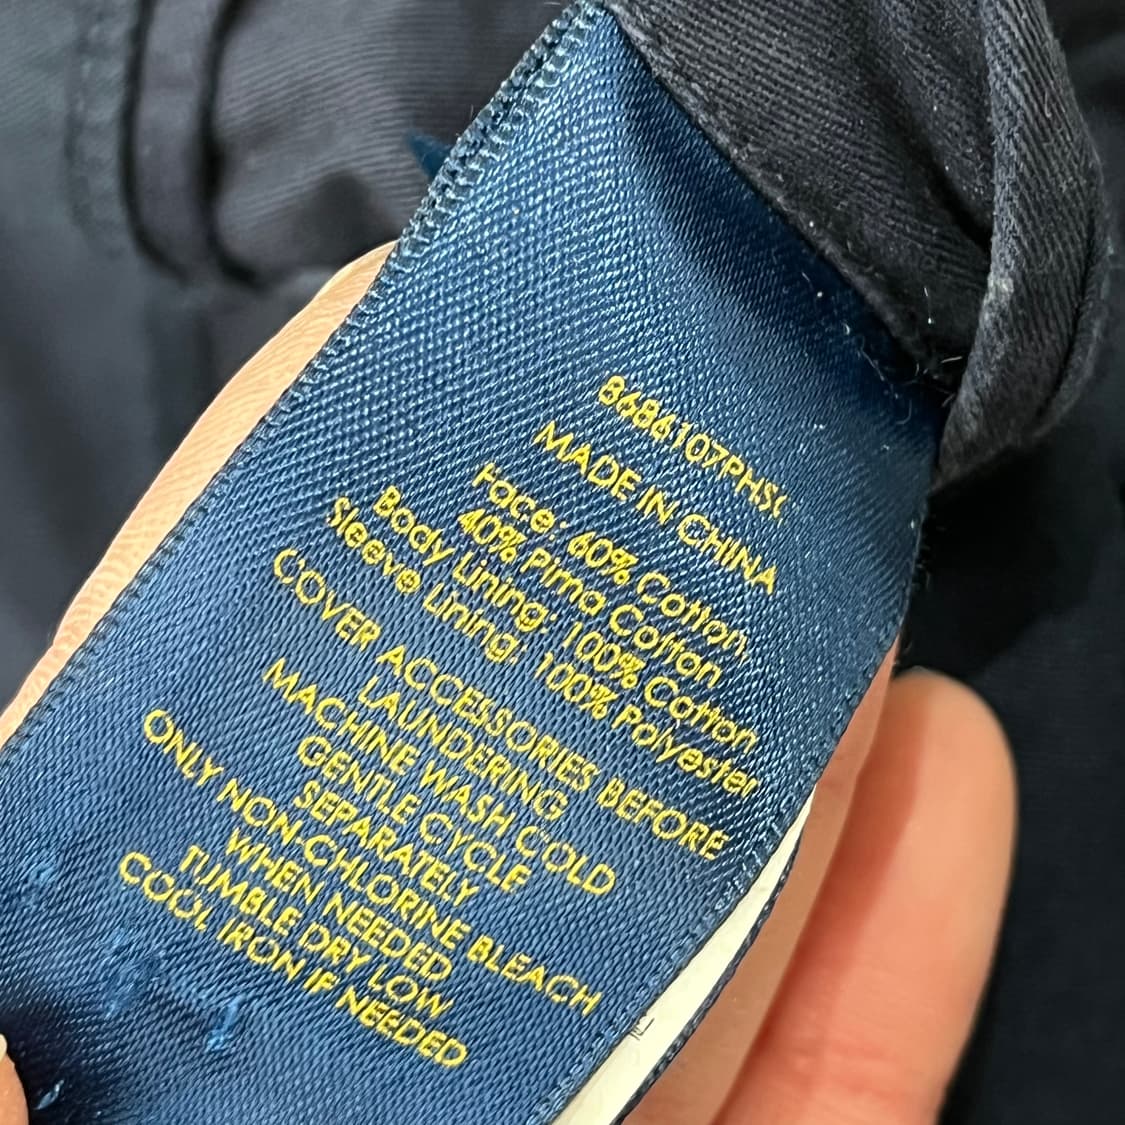 MADE IN CHINA
Face: 60% Cotton,
40% Pima Cotton
Body Lining: 100% Cotton
Sleeve Lining: 100% Polyester
COVER ACCESSORIES BEFORE
LAUNDERING
MACHINE WASH COLD
GENTLE CYCLE
SEPARATELY
ONLY NON-CHLORINE BLEACH
WHEN NEEDED
TUMBLE DRY LOW
COOL IRON IF NEEDED